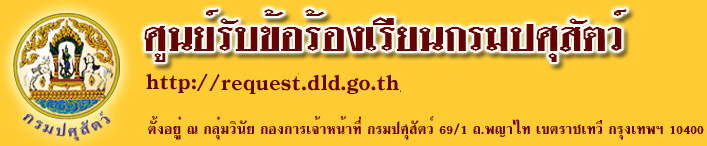 ศูนย์รับข้อร้องเรียนกรมปศุสัตว์
http://request.dld.go.th
กรมปศุสัตว์
ตั้งอยู่ ณ กลุ่มวินัย กองการเจ้าหน้าที่ กรมปศุสัตว์ 69/1 ถ.พญาไท เขตราชเทวี กรุงเทพฯ 10400